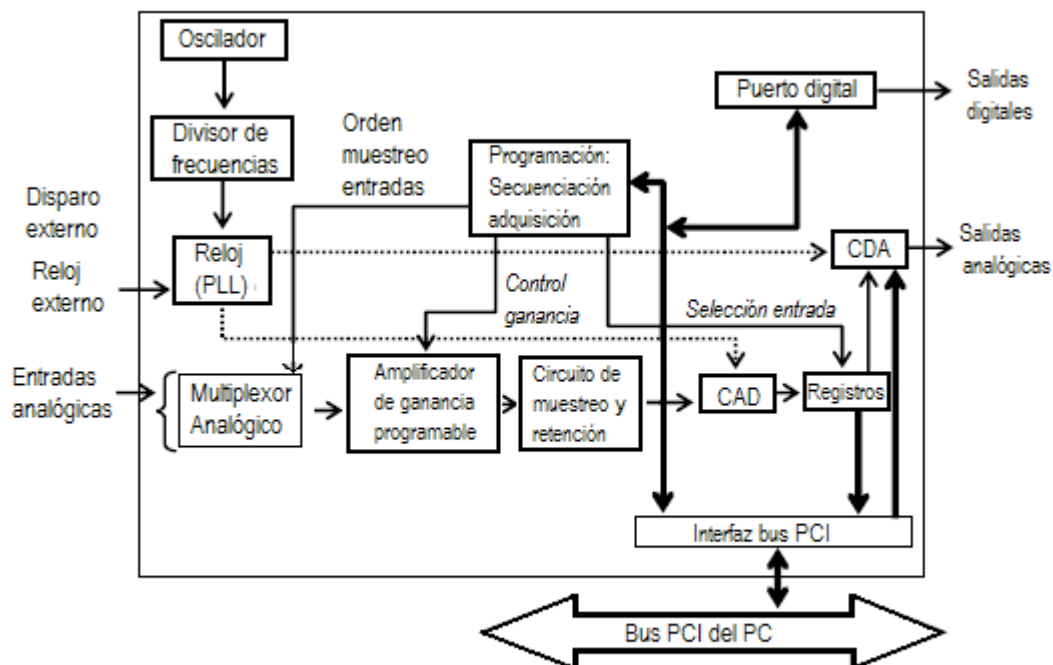 Oscilador
Divisor de
frecuencias
Orden
muestreo
entradas
Programación:
Secuenciación
adquisición
Puerto digital
Salidas
digitales
Disparo
externo
Reloj
externo
Reloj
(PLL)
CDA
Salidas
analógicas
Control
ganancia
Selección entrada
Entradas
analógicas
Multiplexor
Analógico
Amplificador
de ganancia
programable
Circuito de
muestreo y
retención
CAD
Registros
Interfaz bus PCI
Bus PCI del PC